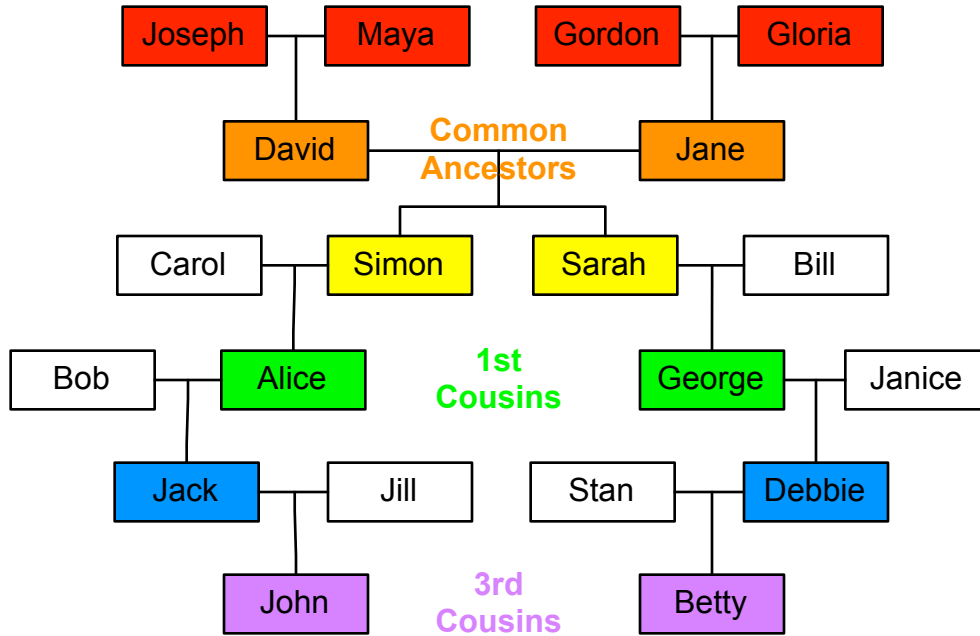 Joseph
Maya
Gordon
Gloria
David
Common
Ancestors
Jane
Carol
Simon
Sarah
Bill
Bob
Alice
1st
Cousins
George
Janice
Jack
Jill
Stan
Debbie
John
3rd
Cousins
Betty